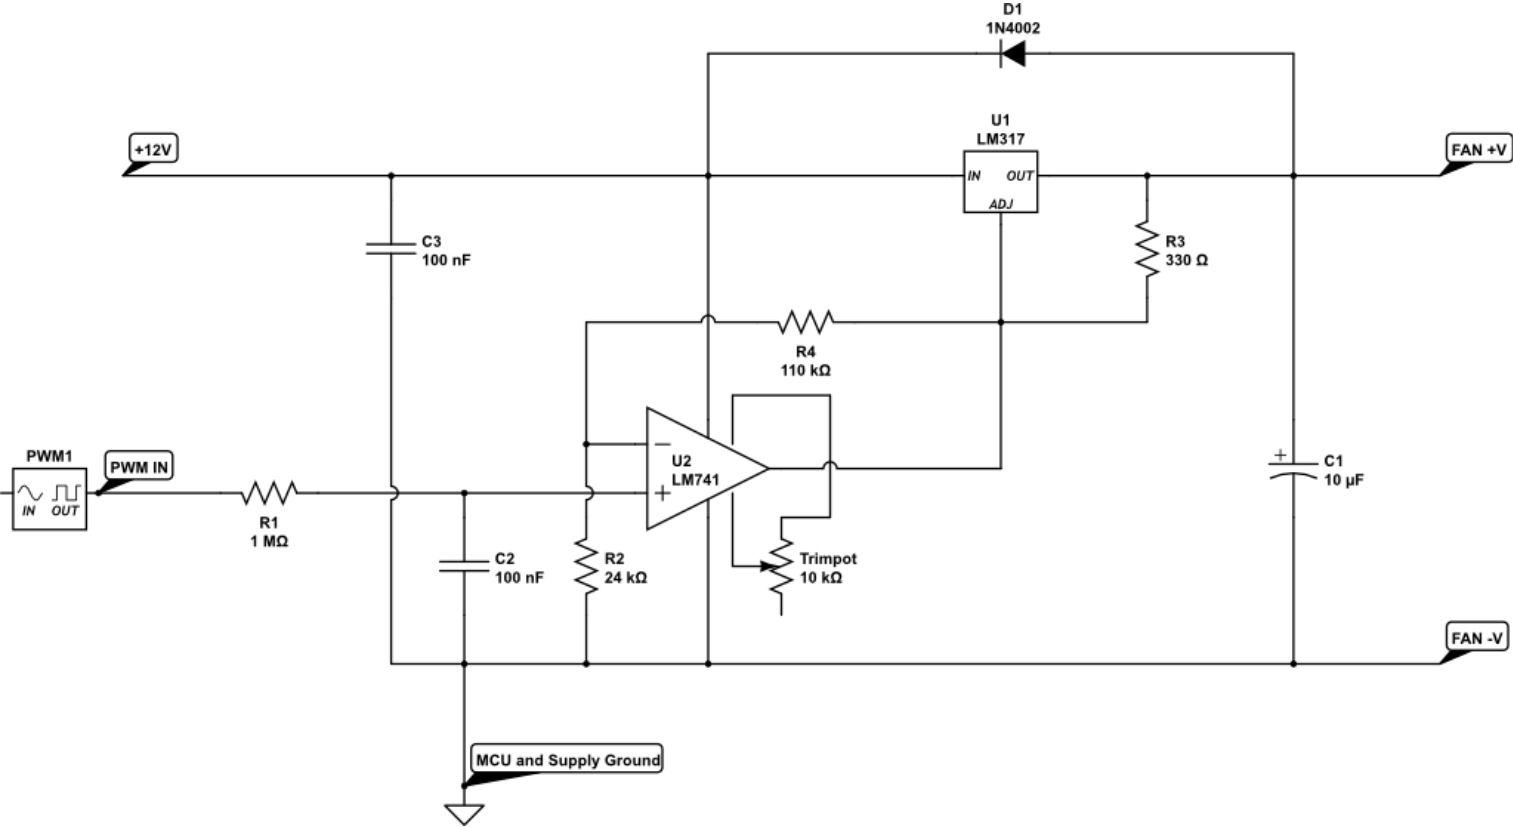 D1
1N4002
U1
LM317
+12V
FAN +V
IN OUT
ADJ
C3
100 nF
R3
330 Ω
R4
110 kΩ
PWM1
PWM IN
U2
LM741
−
+
+
C1
10 µF
IN OUT
R1
1 MΩ
C2
100 nF
R2
24 kΩ
Trimpot
10 kΩ
FAN -V
MCU and Supply Ground